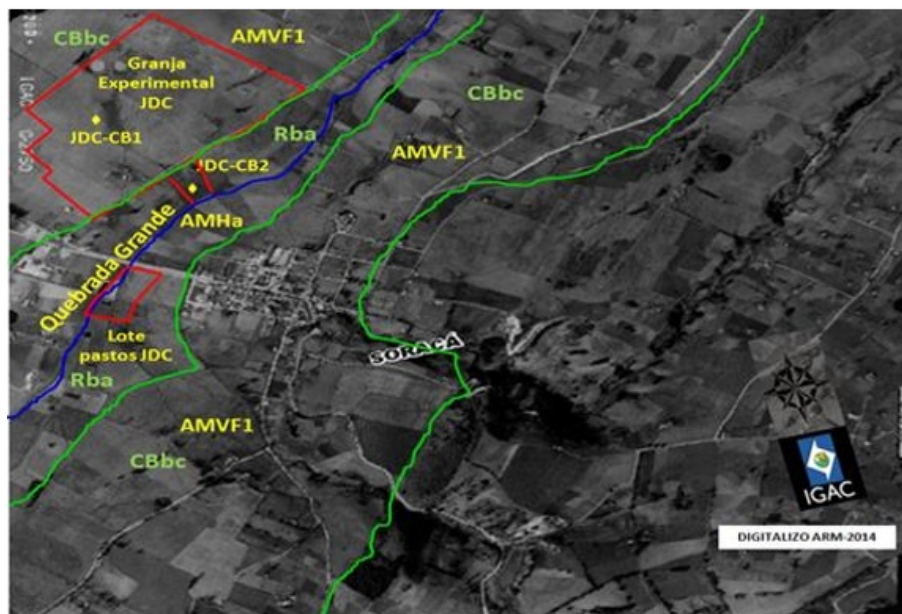 CBbc
AMVF1
Granja
Experimental
JDC
CBbc
JDC-CB1
Rba
AMVF1
JDC-CB2
AMHa
Quebrada Grande
SORACÁ
Lote
pastos JDC
Rba
AMVF1
CBbc
IGAC
DIGITALIZO ARM-2014